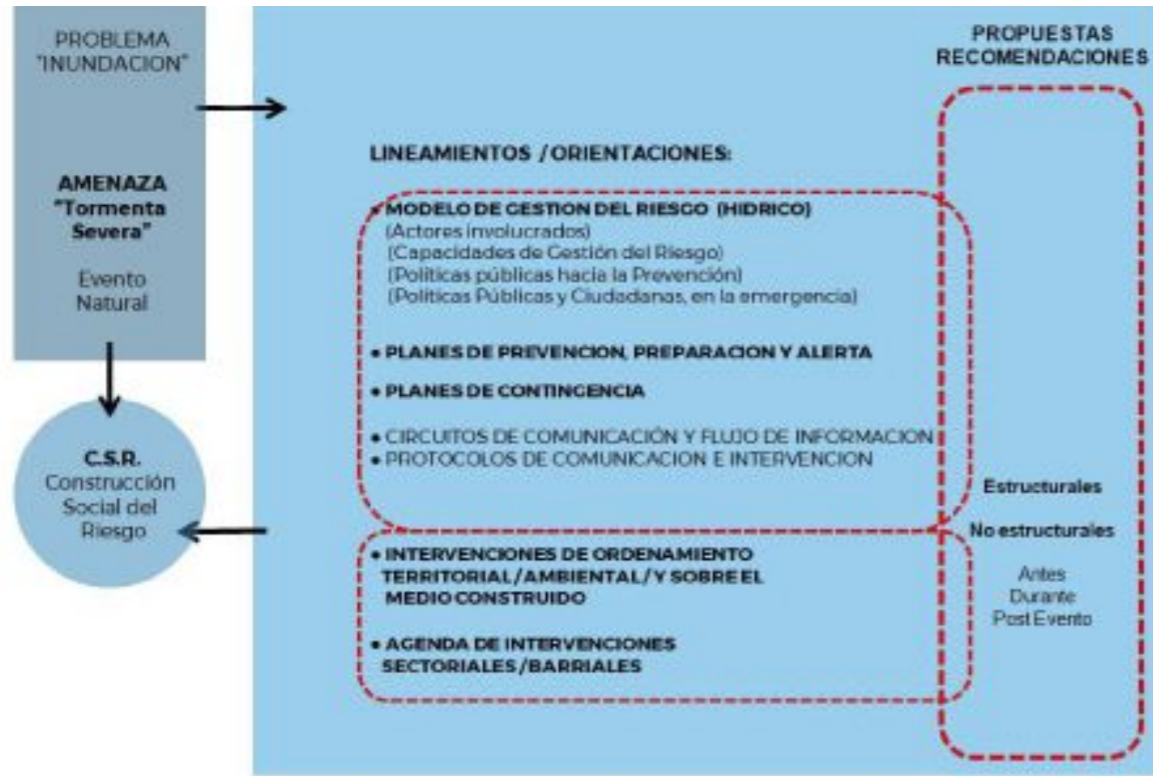 PROBLEMA
"INUNDACION"
AMENAZA
"Tormenta
Severa"
Evento
Natural
C.S.R.
Construcción
Social del
Riesgo
LINEAMIENTOS / ORIENTACIONES:
• MODELO DE GESTION DEL RIESGO (HIDRICO)
(Actores involucrados)
(Capacidades de Gestión del Riesgo)
(Políticas públicas hacia la Prevención)
(Políticas Públicas y Ciudadanas, en la emergencia)
• PLANES DE PREVENCION, PREPARACION Y ALERTA
• PLANES DE CONTINGENCIA
• CIRCUITOS DE COMUNICACIÓN Y FLUJO DE INFORMACION
• PROTOCOLOS DE COMUNICACION E INTERVENCION
• INTERVENCIONES DE ORDENAMIENTO
TERRITORIAL/AMBIENTAL/Y SOBRE EL
MEDIO CONSTRUIDO
• AGENDA DE INTERVENCIONES
SECTORIALES/BARRIALES
PROPUESTAS
RECOMENDACIONES
Estructurales
No estructurales
Antes
Durante
Post Evento